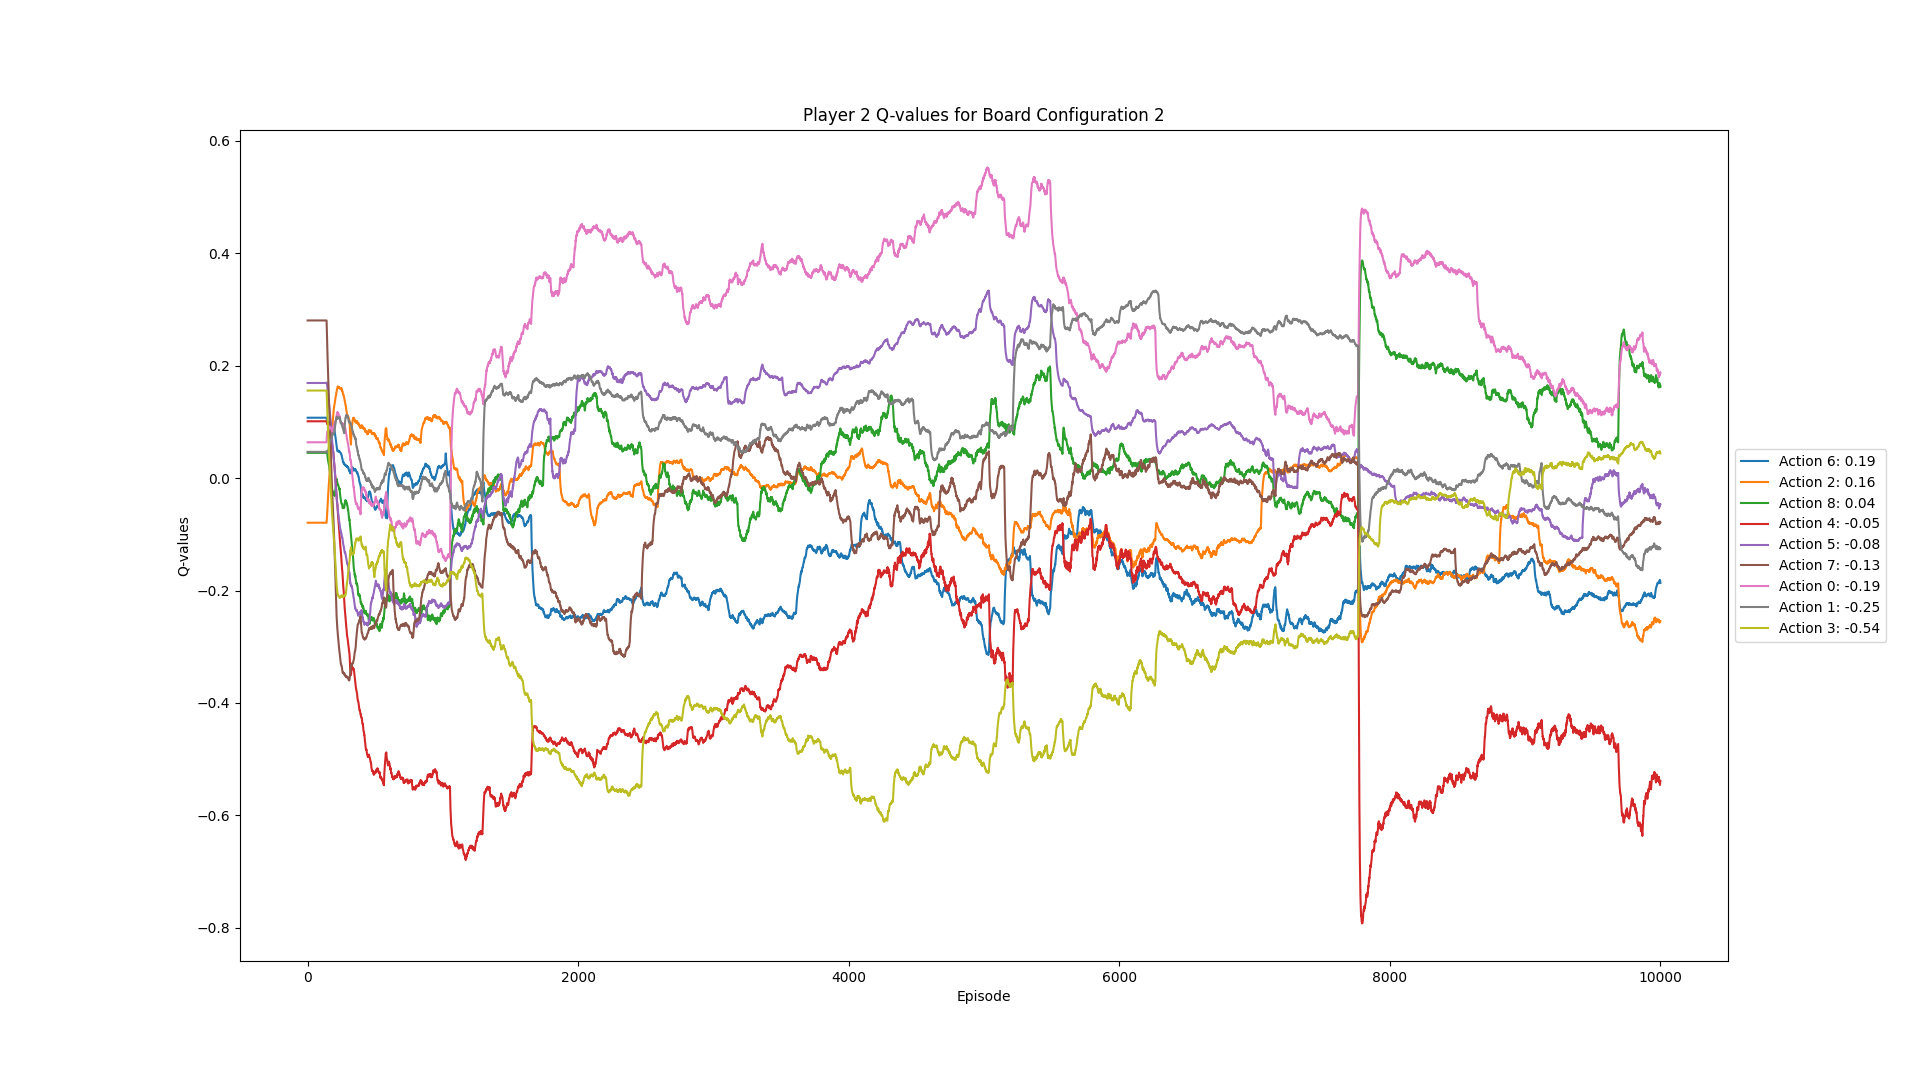 Player 2 Q-values for Board Configuration 2
0.6
0.4
0.2
0.0
−0.2
−0.4
−0.6
−0.8
Q-values
0
2000
4000
6000
8000
10000
Episode
Action 6: 0.19
Action 2: 0.16
Action 8: 0.04
Action 4: -0.05
Action 5: -0.08
Action 7: -0.13
Action 0: -0.19
Action 1: -0.25
Action 3: -0.54